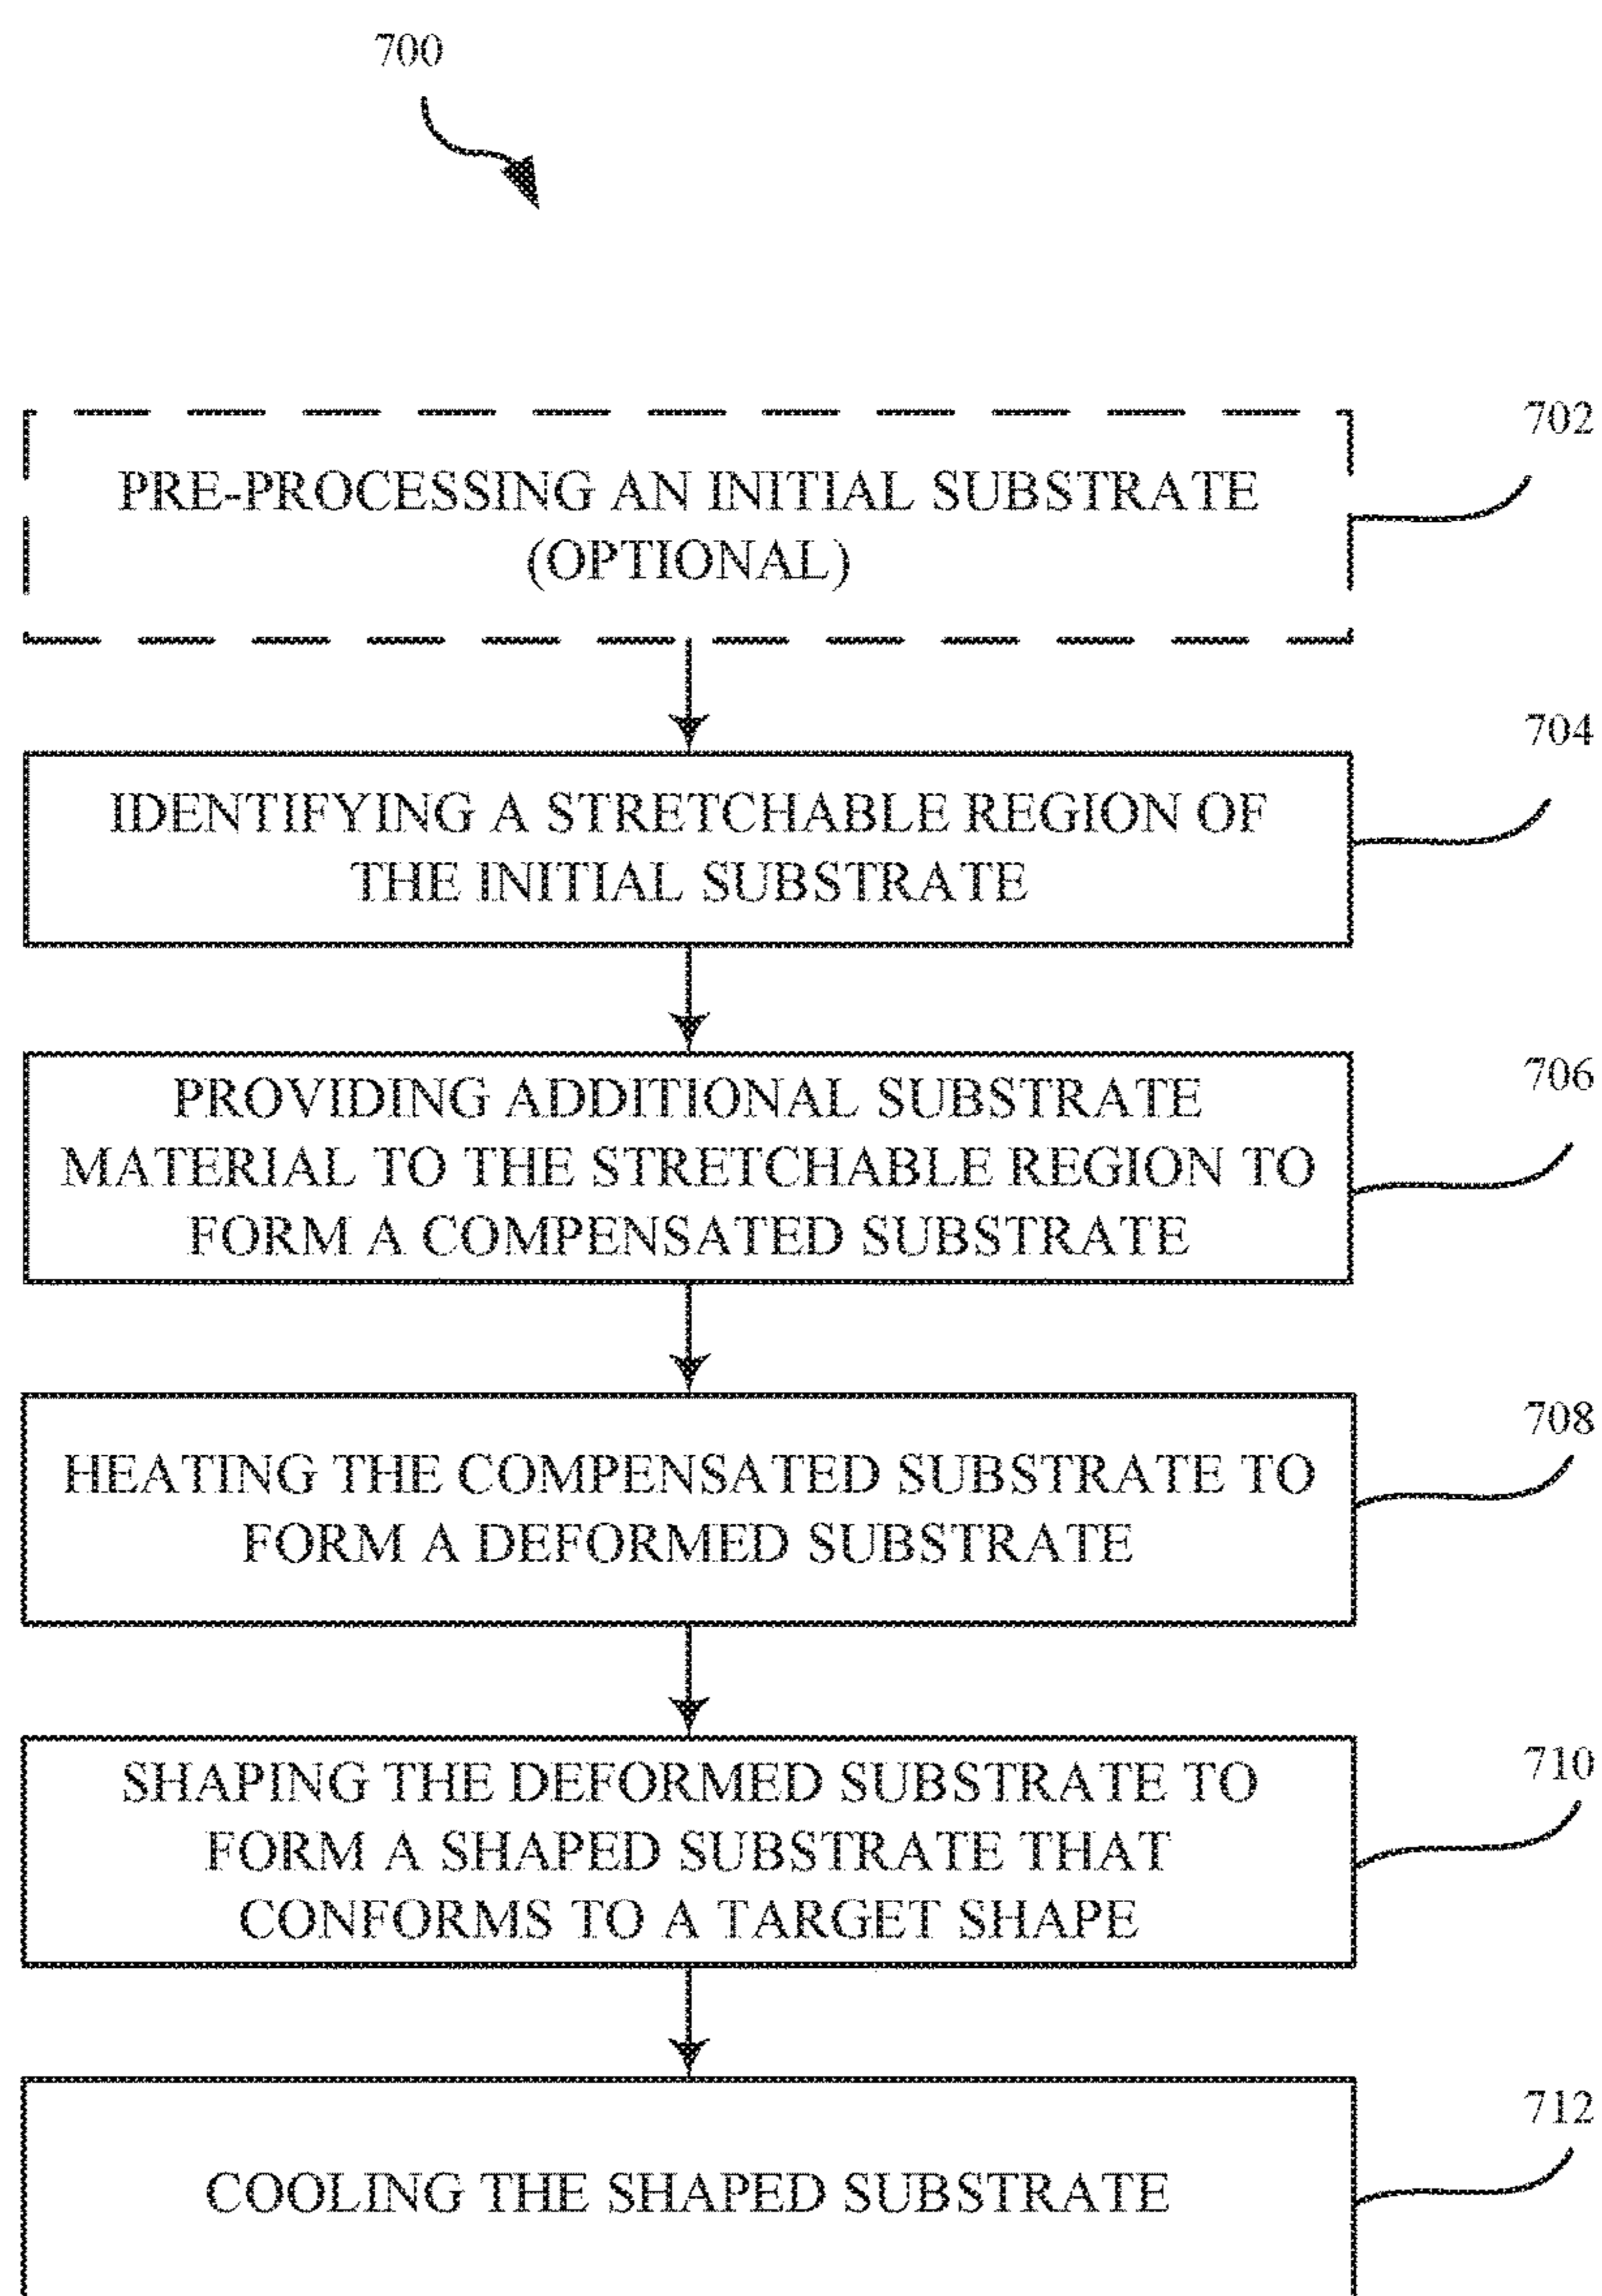 700
PRE-PROCESSING AN INITIAL SUBSTRATE
(OPTIONAL)
702
IDENTIFYING A STRETCHABLE REGION OF
THE INITIAL SUBSTRATE
704
PROVIDING ADDITIONAL SUBSTRATE
MATERIAL TO THE STRETCHABLE REGION TO
FORM A COMPENSATED SUBSTRATE
706
HEATING THE COMPENSATED SUBSTRATE TO
FORM A DEFORMED SUBSTRATE
708
SHAPING THE DEFORMED SUBSTRATE TO
FORM A SHAPED SUBSTRATE THAT
CONFORMS TO A TARGET SHAPE
710
COOLING THE SHAPED SUBSTRATE
712